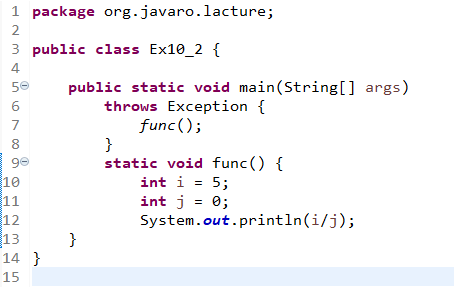 1 package org.javaro.lacture;
2
3 public class Ex10_2 {
4
5 public static void main(String[] args)
6 throws Exception {
7 func();
8 }
9 static void func() {
10 int i = 5;
11 int j = 0;
12 System.out.println(i/j);
13 }
14 }
15